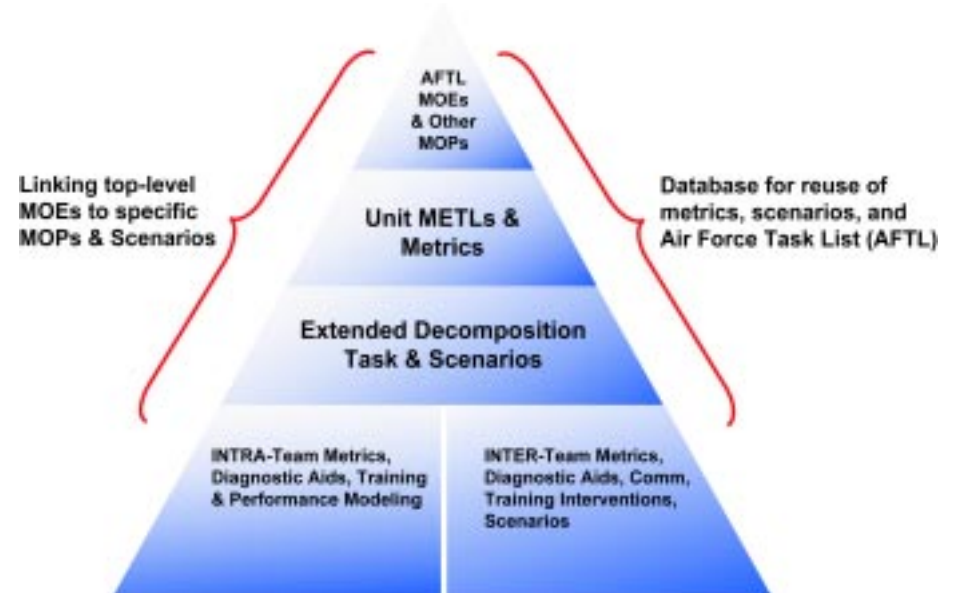 AFTL
MOEs
& Other
MOPs
Linking top-level
MOEs to specific
MOPs & Scenarios
Unit METLs &
Metrics
Database for reuse of
metrics, scenarios, and
Air Force Task List (AFTL)
Extended Decomposition
Task & Scenarios
INTRA-Team Metrics,
Diagnostic Aids, Training
& Performance Modeling
INTER-Team Metrics,
Diagnostic Aids, Comm,
Training Interventions,
Scenarios